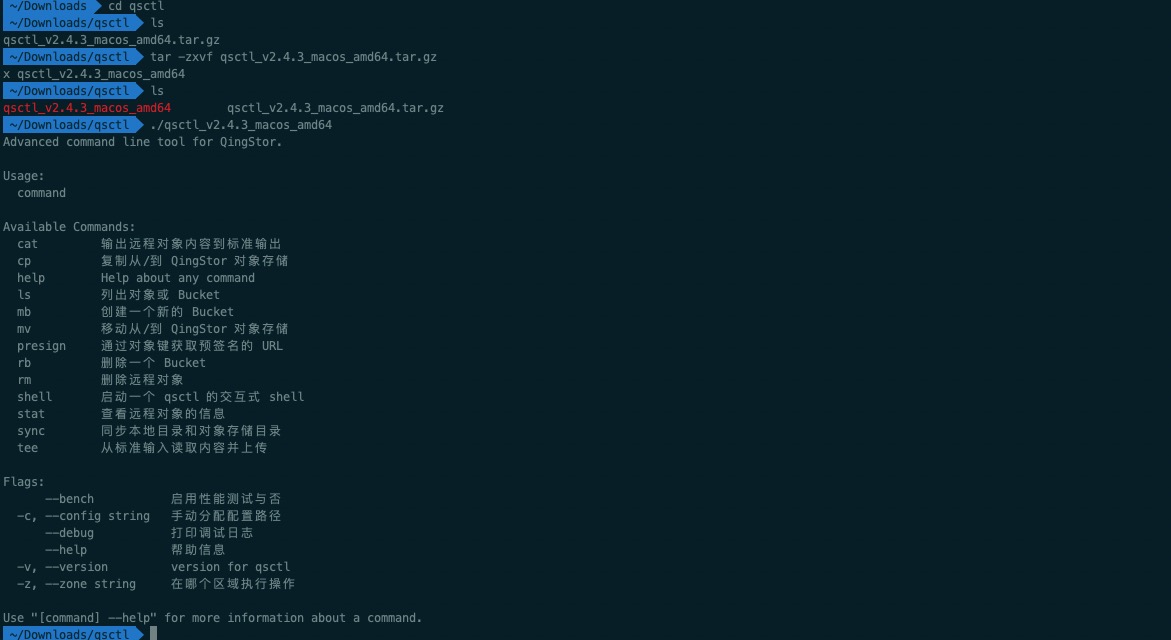 ~/Downloads cd qsctl
~/Downloads/qsctl ls
qsctl_v2.4.3_macos_amd64.tar.gz
~/Downloads/qsctl tar -zxvf qsctl_v2.4.3_macos_amd64.tar.gz
x qsctl_v2.4.3_macos_amd64
~/Downloads/qsctl ls
qsctl_v2.4.3_macos_amd64 qsctl_v2.4.3_macos_amd64.tar.gz
~/Downloads/qsctl ./qsctl_v2.4.3_macos_amd64
Advanced command line tool for QingStor.
Usage:
command
Available Commands:
cat 输出远程对象内容到标准输出
cp 复制从/到 QingStor 对象存储
help Help about any command
ls 列出对象或 Bucket
mb 创建一个新的 Bucket
mv 移动从/到 QingStor 对象存储
presign 通过对象键获取预签名的 URL
rb 删除一个 Bucket
rm 删除远程对象
shell 启动一个 qsctl 的交互式 shell
stat 查看远程对象的信息
sync 同步本地目录和对象存储目录
tee 从标准输入读取内容并上传
Flags:
--bench 启用性能测试与否
-c, --config string 手动分配配置路径
--debug 打印调试日志
--help 帮助信息
-v, --version version for qsctl
-z, --zone string 在哪个区域执行操作
Use "[command] --help" for more information about a command.
~/Downloads/qsctl